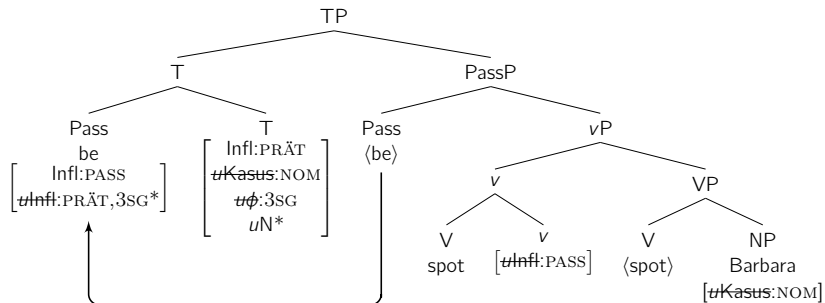 TP
T PassP
Pass T Pass vP
be Infl:PRÄT ⟨be⟩
Infl:PASS uKasus:NOM v VP
uInfl:PRÄT,3SG* uϕ:3SG
uN* V v V NP
spot [uInfl:PASS] ⟨spot⟩ Barbara
[uKasus:NOM]